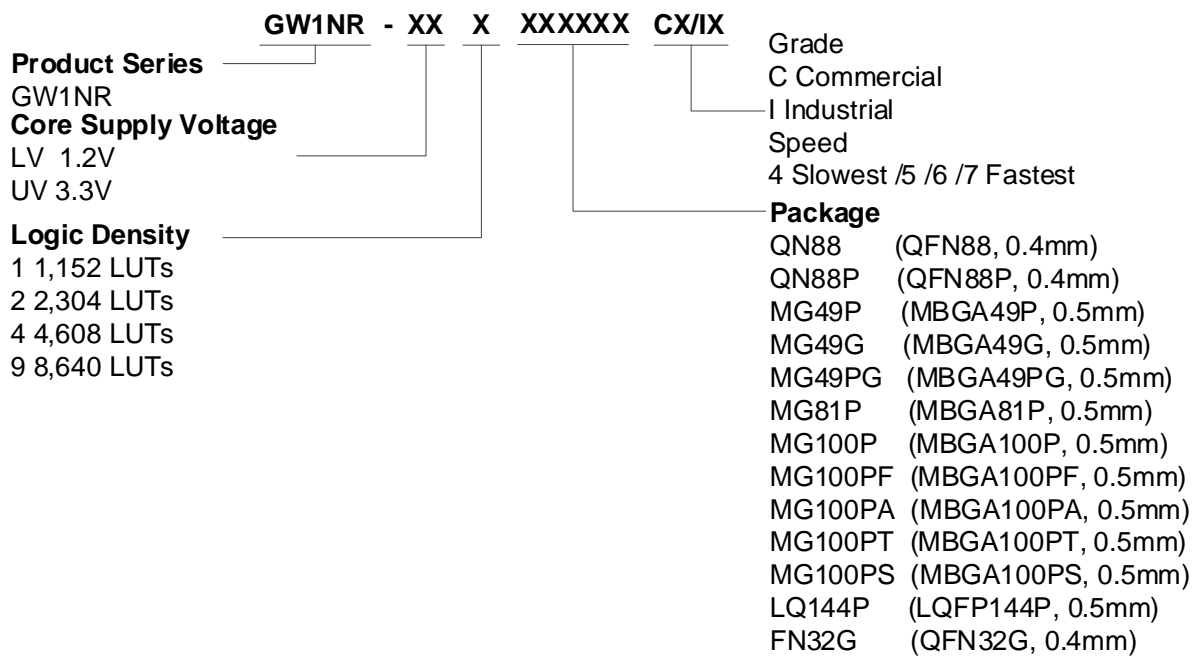 GW1NR - XX X XXXXXX CX/IX
Product Series
GW1NR
Core Supply Voltage
LV 1.2V
UV 3.3V
Logic Density
1 1,152 LUTs
2 2,304 LUTs
4 4,608 LUTs
9 8,640 LUTs
Grade
C Commercial
I Industrial
Speed
4 Slowest /5 /6 /7 Fastest
Package
QN88 (QFN88, 0.4mm)
QN88P (QFN88P, 0.4mm)
MG49P (MBGA49P, 0.5mm)
MG49G (MBGA49G, 0.5mm)
MG49PG (MBGA49PG, 0.5mm)
MG81P (MBGA81P, 0.5mm)
MG100P (MBGA100P, 0.5mm)
MG100PF (MBGA100PF, 0.5mm)
MG100PA (MBGA100PA, 0.5mm)
MG100PT (MBGA100PT, 0.5mm)
MG100PS (MBGA100PS, 0.5mm)
LQ144P (LQFP144P, 0.5mm)
FN32G (QFN32G, 0.4mm)